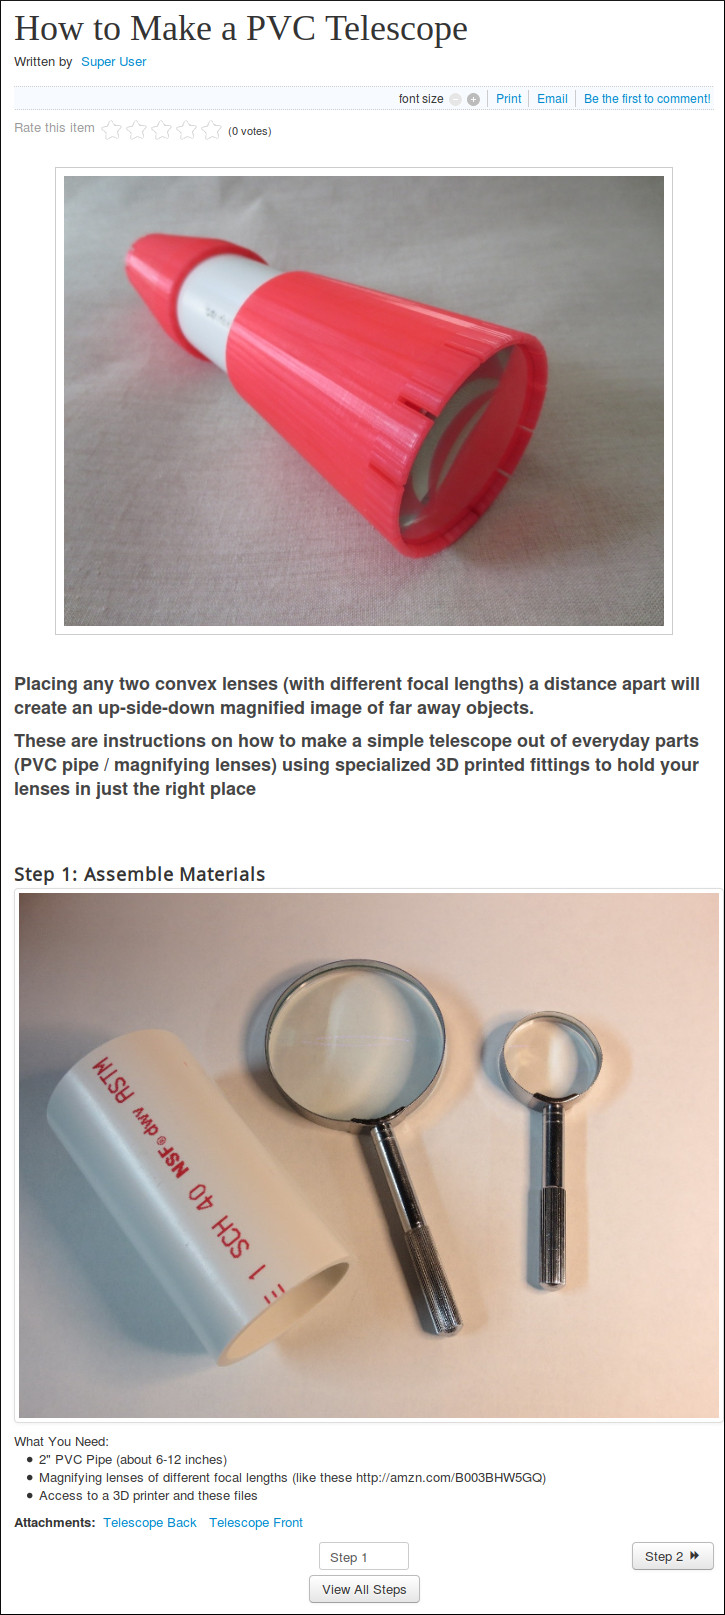 How to Make a PVC Telescope
Written by Super User
font size Print Email Be the first to comment!
Rate this item (0 votes)
Placing any two convex lenses (with different focal lengths) a distance apart will
create an up-side-down magnified image of far away objects.
These are instructions on how to make a simple telescope out of everyday parts
(PVC pipe / magnifying lenses) using specialized 3D printed fittings to hold your
lenses in just the right place
Step 1: Assemble Materials
1 SCH 40 NSF®dwv ASTM
What You Need:
● 2" PVC Pipe (about 6-12 inches)
● Magnifying lenses of different focal lengths (like these http://amzn.com/B003BHW5GQ)
● Access to a 3D printer and these files
Attachments: Telescope Back Telescope Front
Step 1
Step 2
View All Steps